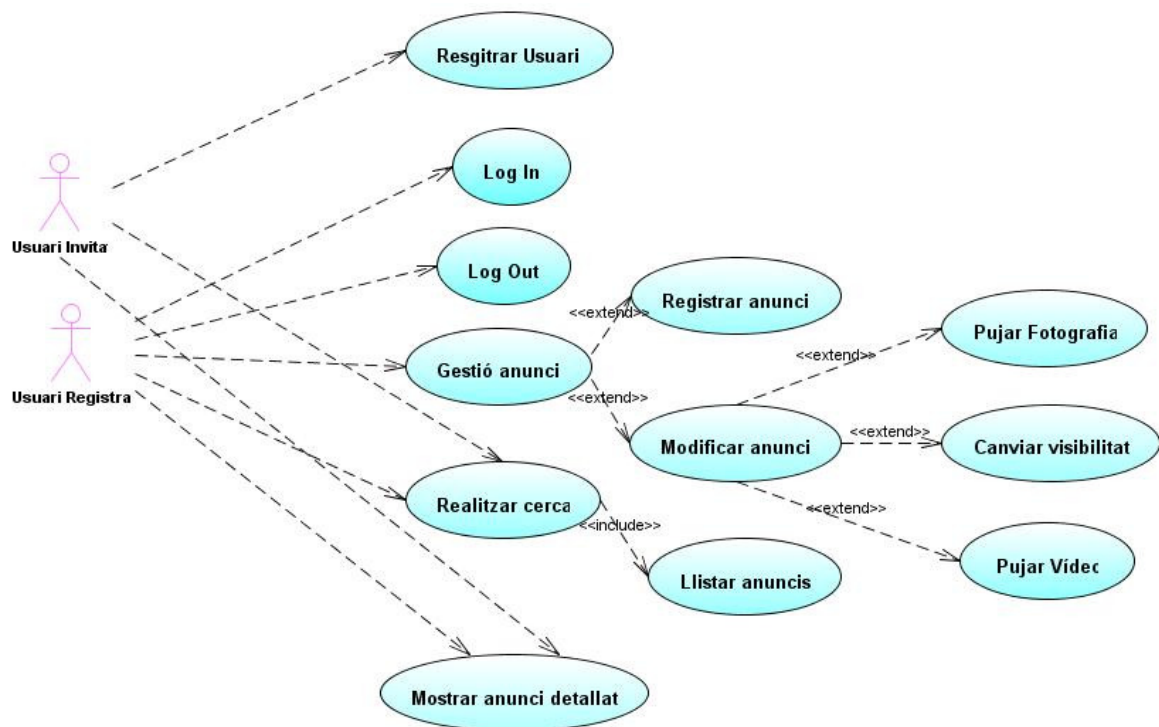 Resgitrar Usuari
Log In
Usuari Invita
Log Out
Registrar anunci
<<extend>>
Pujar Fotografia
<<extend>>
Gestió anunci
Usuari Registra
<<extend>>
Modificar anunci
<<extend>>
Canviar visibilitat
Realitzar cerca
<<include>>
<<extend>>
Llistar anuncis
Pujar Vídec
Mostrar anunci detallat